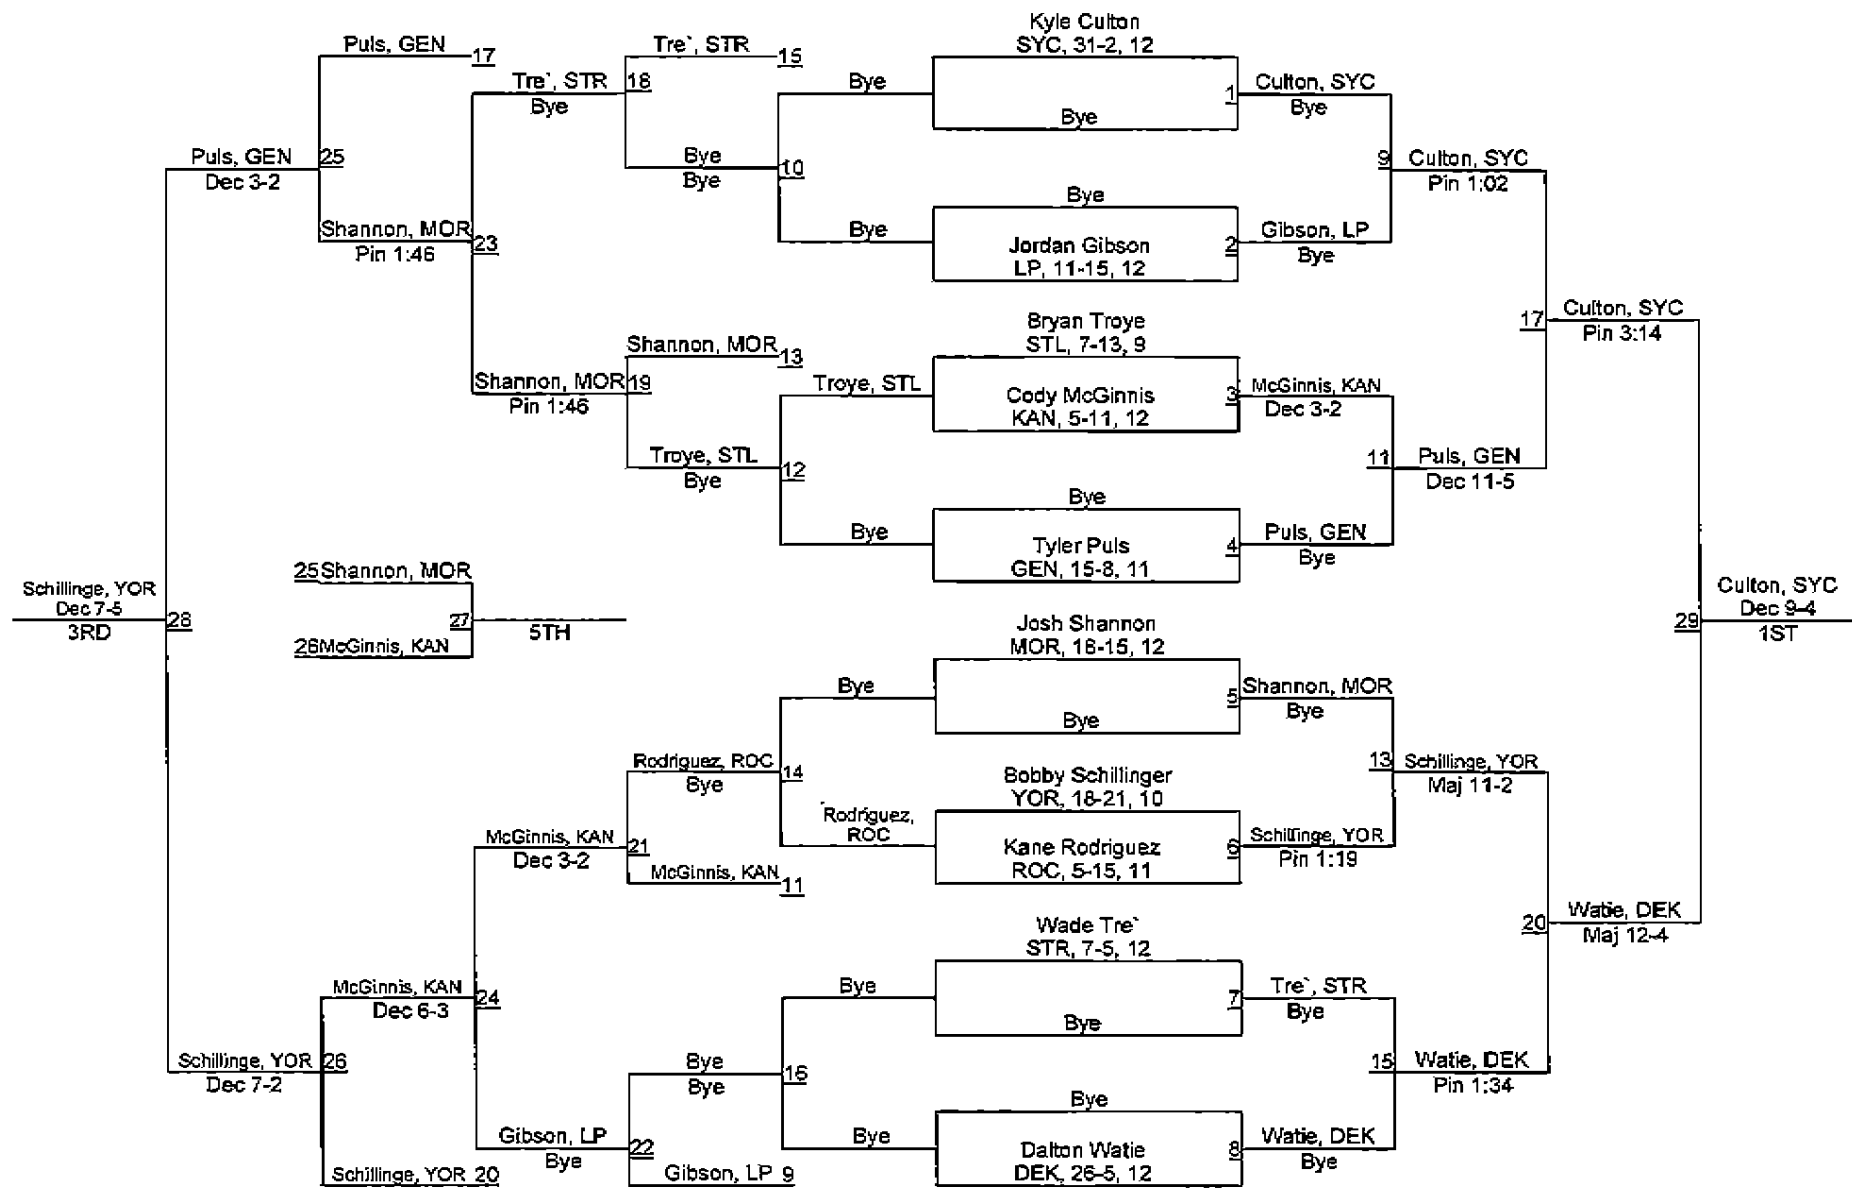 Kyle Culton
SYC, 31-2, 12
Puls, GEN
17
Tre`, STR
15
Tre`, STR
18
Bye
Bye
1
Culton, SYC
Bye
Bye
Puls, GEN
25
Dec 3-2
Bye
Bye
10
9
Culton, SYC
Pin 1:02
Bye
Shannon, MOR
23
Pin 1:46
Bye
Jordan Gibson
LP, 11-15, 12
2
Gibson, LP
Bye
Bryan Troye
STL, 7-13, 9
17
Culton, SYC
Pin 3:14
Shannon, MOR
13
Shannon, MOR
19
Pin 1:46
Troye, STL
Cody McGinnis
KAN, 5-11, 12
3
McGinnis, KAN
Dec 3-2
Troye, STL
Bye
12
11
Puls, GEN
Dec 11-5
Bye
Bye
Tyler Puls
GEN, 15-8, 11
4
Puls, GEN
Bye
25
Shannon, MOR
Schillinge, YOR
Dec 7-5
3RD
28
27
5TH
26
McGinnis, KAN
Culton, SYC
Dec 9-4
1ST
29
Josh Shannon
MOR, 16-15, 12
Bye
5
Shannon, MOR
Bye
Bye
Rodriguez, ROC
Bye
14
Bobby Schillinger
YOR, 18-21, 10
13
Schillinge, YOR
Maj 11-2
Rodriguez,
ROC
Kane Rodriguez
ROC, 5-15, 11
6
Schillinge, YOR
Pin 1:19
McGinnis, KAN
Dec 3-2
21
McGinnis, KAN
11
Wade Tre`
STR, 7-5, 12
20
Watie, DEK
Maj 12-4
McGinnis, KAN
Dec 6-3
24
Bye
7
Tre`, STR
Bye
Bye
Schillinge, YOR
Dec 7-2
26
Bye
Bye
16
15
Watie, DEK
Pin 1:34
Bye
Gibson, LP
Bye
22
Bye
Dalton Watie
DEK, 26-5, 12
8
Watie, DEK
Bye
Schillinge, YOR
20
Gibson, LP
9